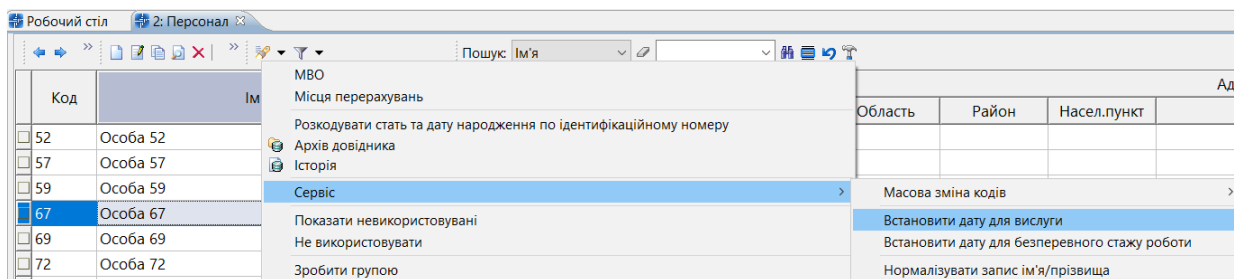 Робочий стіл 2: Персонал
Пошук: Ім'я
Код
МВО
Місця перерахувань
Область Район Насел.пункт
Розкодувати стать та дату народження по ідентифікаційному номеру
52 Особа 52
Архів довідника
57 Особа 57
Історія
59 Особа 59
Сервіс
Масова зміна кодів
67 Особа 67
Показати невикористовувані
Встановити дату для вислуги
69 Особа 69
Не використовувати
Встановити дату для безперевного стажу роботи
72 Особа 72
Зробити групою
Нормалізувати запис ім'я/прізвища